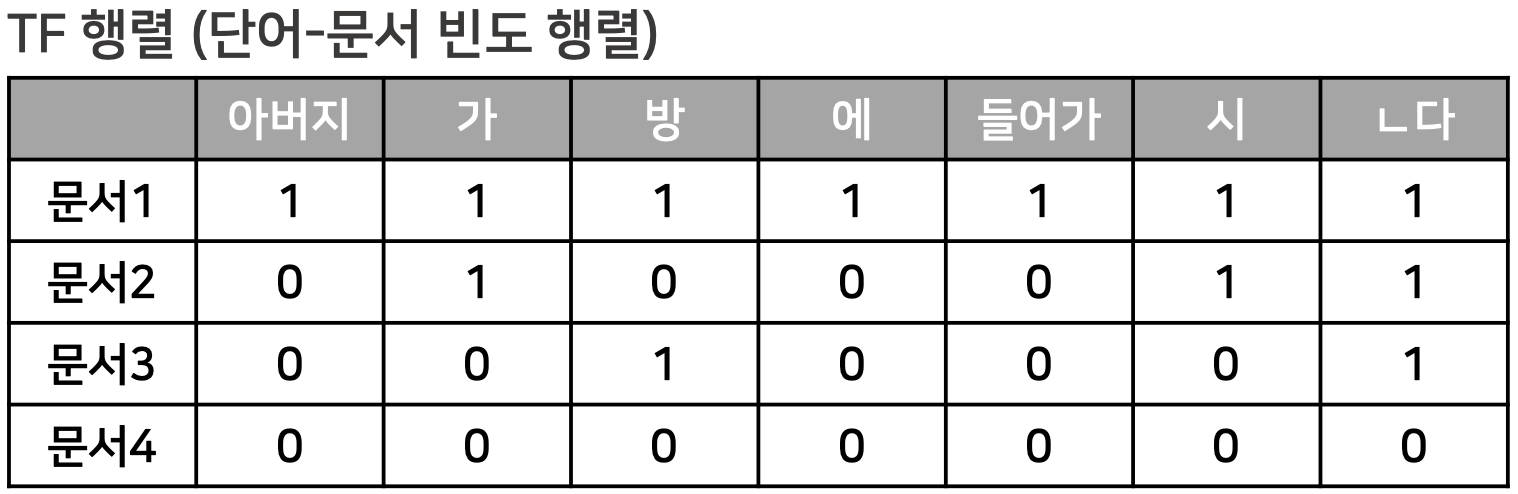 TF 행렬 (단어-문서 빈도 행렬)
아버지 가 방 에 들어가 시 ㄴ다
문서1 1 1 1 1 1 1 1
문서2 0 1 0 0 0 1 1
문서3 0 0 1 0 0 0 1
문서4 0 0 0 0 0 0 0